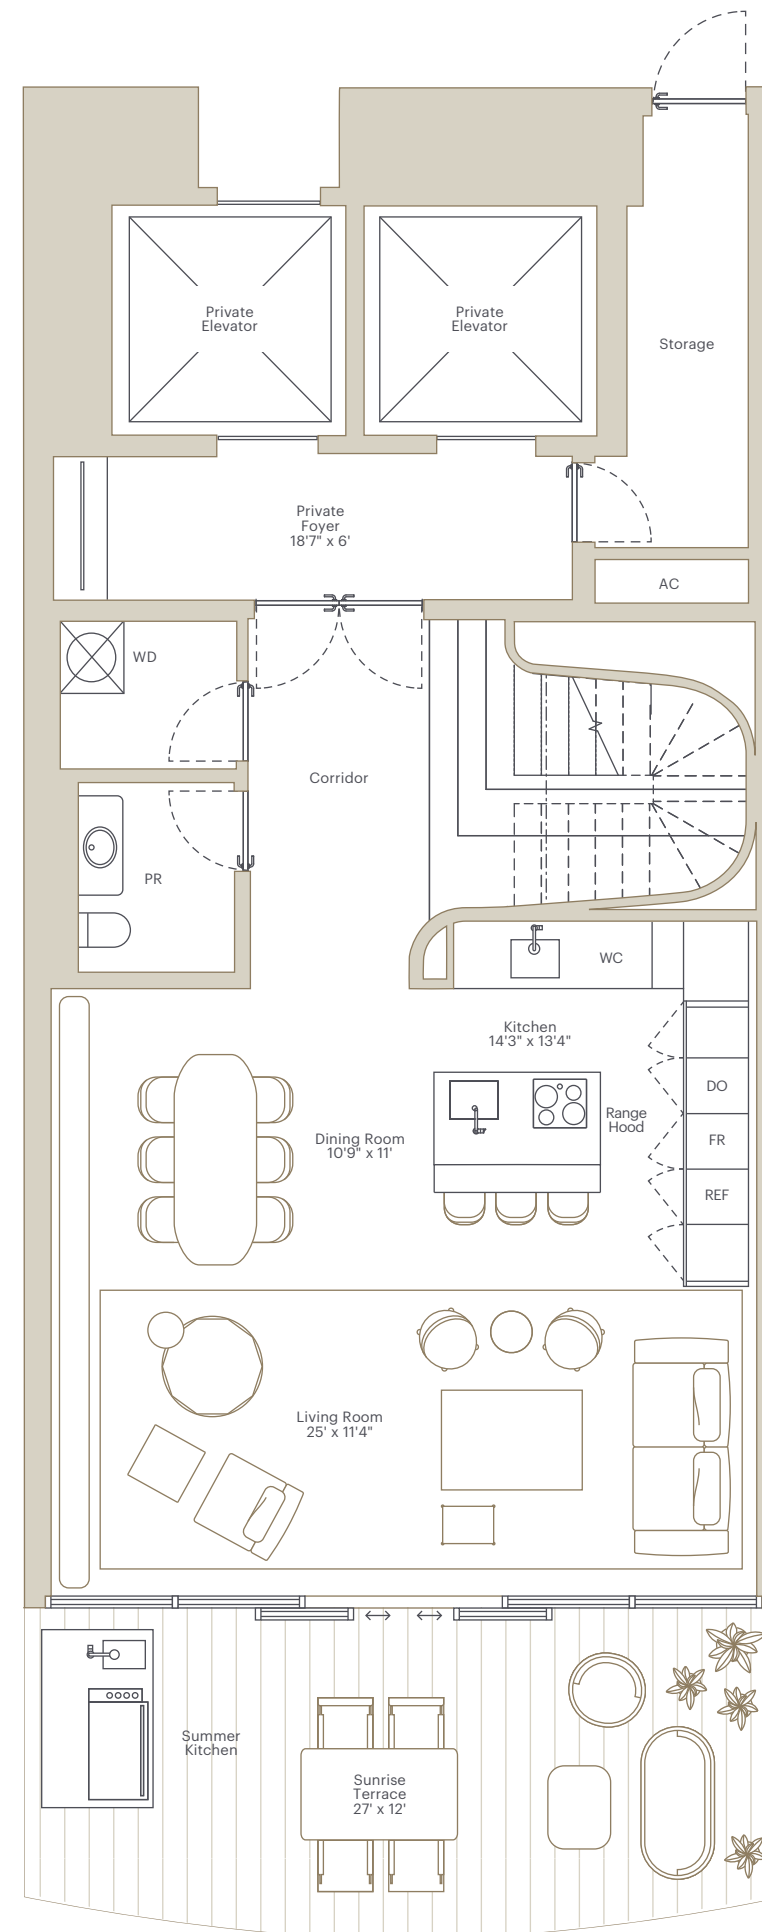 Private
Elevator
Private
Elevator
Storage
Private
Foyer
18'7" x 6'
AC
WD
Corridor
PR
WC
Kitchen
14'3" x 13'4"
DO
Range
Hood
FR
Dining Room
10'9" x 11'
REF
Living Room
25' x 11'4"
Summer
Kitchen
Sunrise
Terrace
27' x 12'